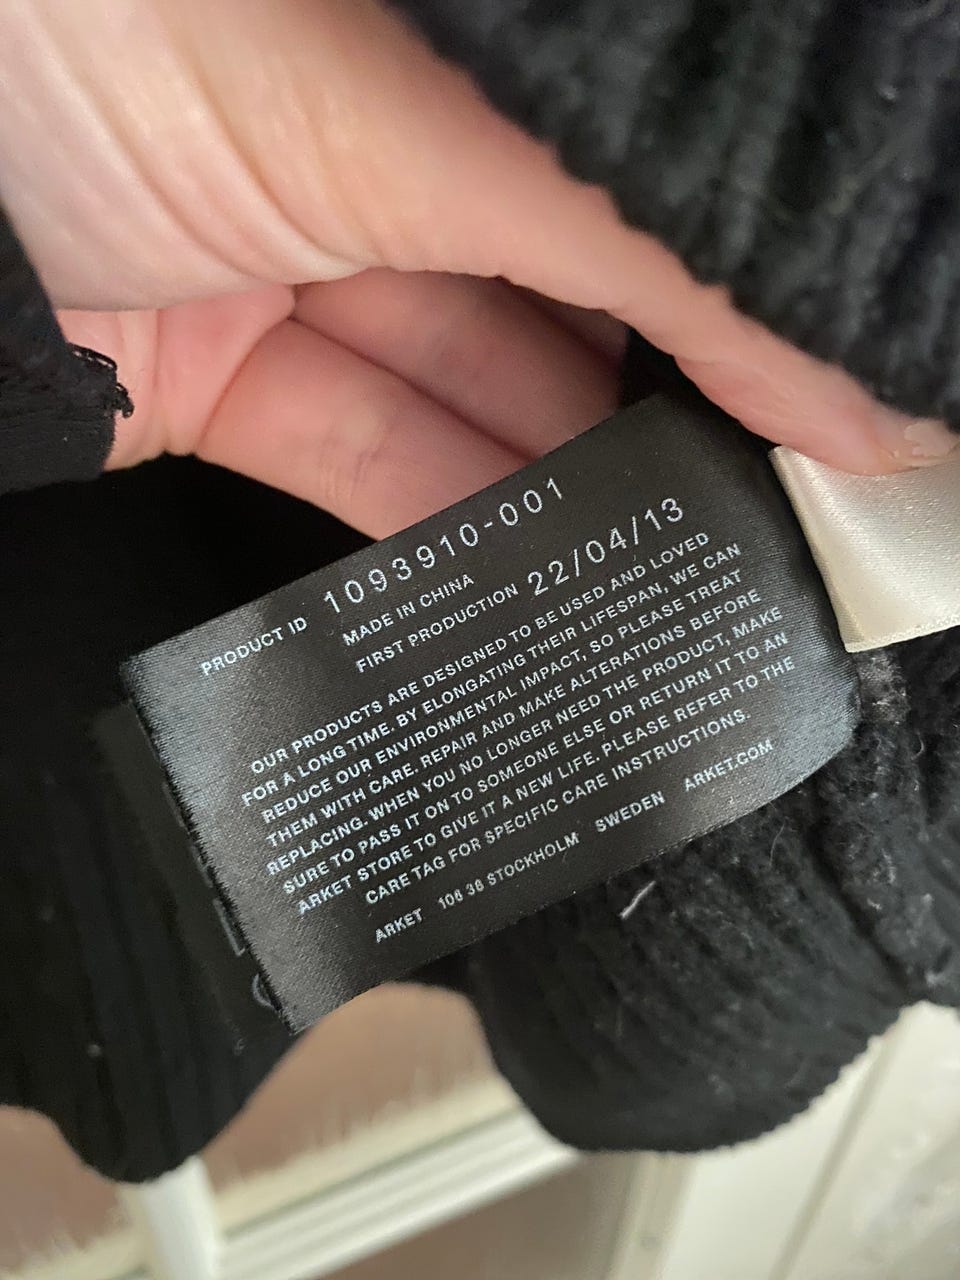 PRODUCT ID 1093910-001
MADE IN CHINA
FIRST PRODUCTION 22/04/13
OUR PRODUCTS ARE DESIGNED TO BE USED AND LOVED
FOR A LONG TIME. BY ELONGATING THEIR LIFESPAN, WE CAN
REDUCE OUR ENVIRONMENTAL IMPACT, SO PLEASE TREAT
THEM WITH CARE. REPAIR AND MAKE ALTERATIONS BEFORE
REPLACING. WHEN YOU NO LONGER NEED THE PRODUCT, MAKE
SURE TO PASS IT ON TO SOMEONE ELSE OR RETURN IT TO AN
ARKET STORE TO GIVE IT A NEW LIFE. PLEASE REFER TO THE
CARE TAG FOR SPECIFIC CARE INSTRUCTIONS.
ARKET 106 38 STOCKHOLM SWEDEN ARKET.COM